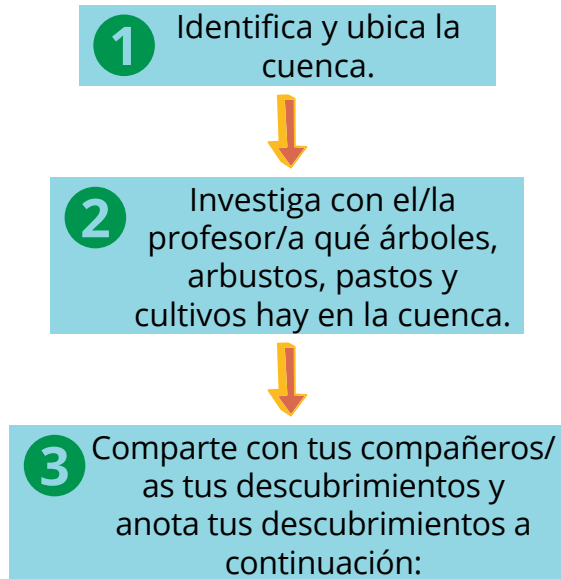 1 Identifica y ubica la
cuenca.
2 Investiga con el/la
profesor/a qué árboles,
arbustos, pastos y
cultivos hay en la cuenca.
3 Comparte con tus compañeros/
as tus descubrimientos y
anota tus descubrimientos a
continuación: